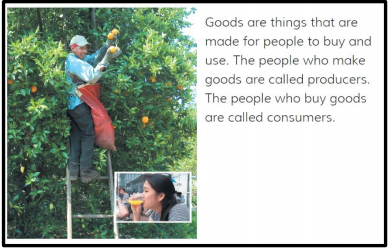 Goods are things that are
made for people to buy and
use. The people who make
goods are called producers.
The people who buy goods
are called consumers.